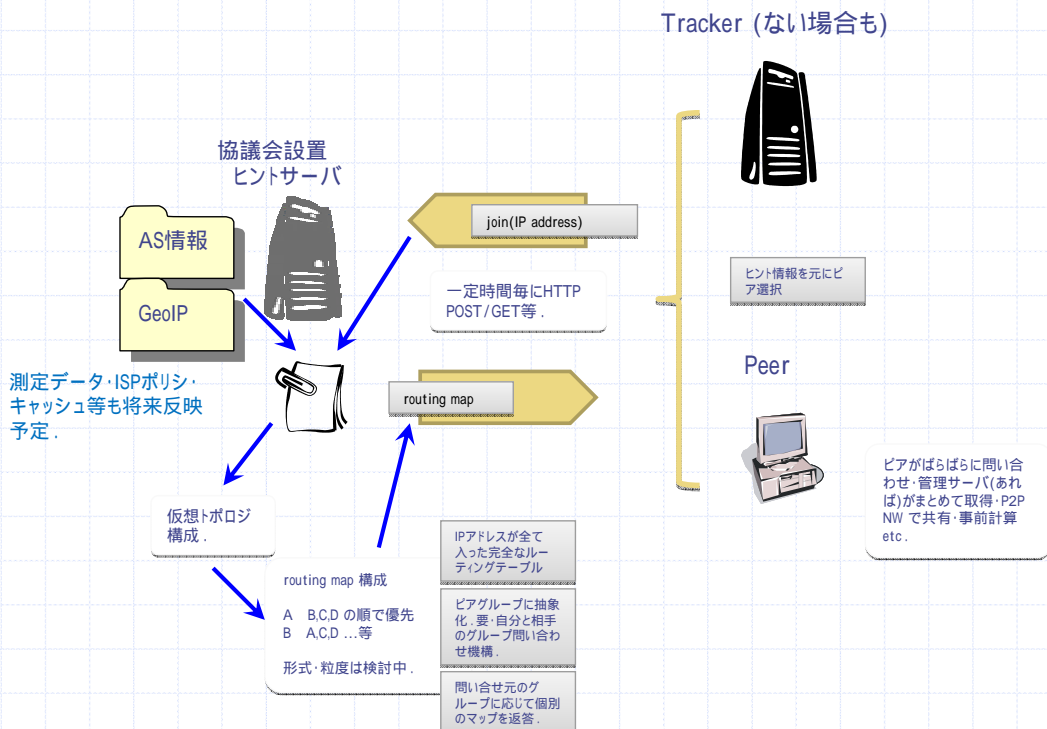 Tracker (ない場合も)
協議会設置
ヒントサーバ
AS情報
GeoIP
測定データ・ISPポリシ・
キャッシュ等も将来反映
予定.
join(IP address)
一定時間毎にHTTP
POST/GET等.
routing map
ヒント情報を元にピ
ア選択
Peer
ピアがばらばらに問い合
わせ・管理サーバ(あれ
ば)がまとめて取得・P2P
NW で共有・事前計算
etc.
仮想トポロジ
構成.
routing map 構成
A B,C,D の順で優先
B A,C,D …等
形式・粒度は検討中.
IPアドレスが全て
入った完全なルー
ティングテーブル
ピアグループに抽象
化.要・自分と相手
のグループ問い合わ
せ機構.
問い合せ元のグ
ループに応じて個別
のマップを返答.